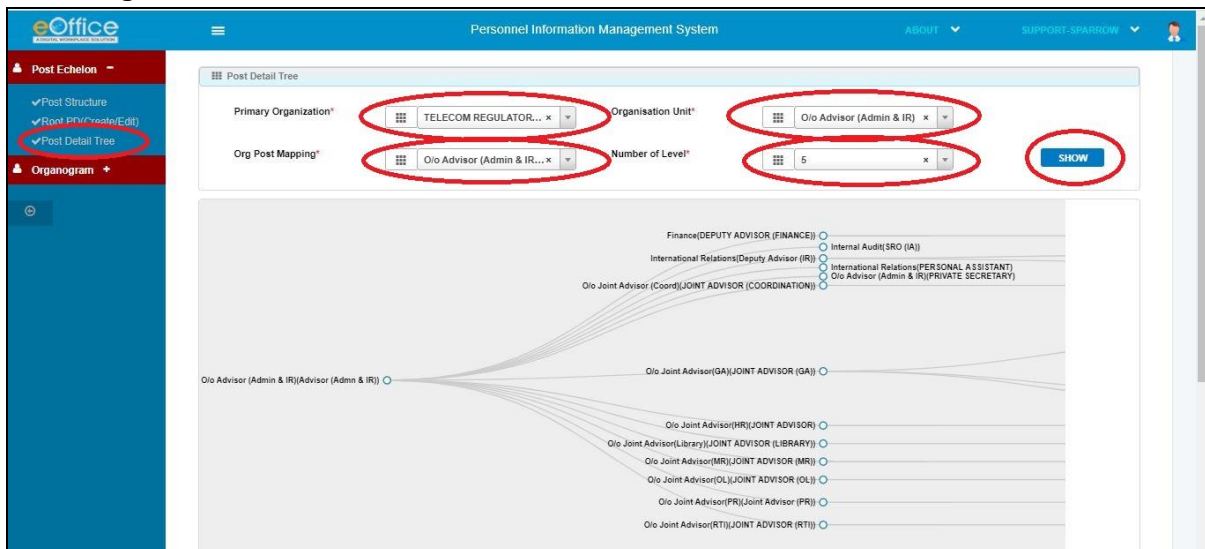 eOffice
A DIGITAL WORKPLACE SOLUTION
Personnel Information Management System
ABOUT
SUPPORT-SPARROW
Post Echelon -
Post Structure
Root PD(Create/Edit)
Post Detail Tree
Organogram +
Post Detail Tree
Primary Organization*
TELECOM REGULATOR... ×
Organisation Unit*
O/o Advisor (Admin & IR) ×
Org Post Mapping*
O/o Advisor (Admin & IR... ×
Number of Level*
5 ×
SHOW
Finance(DEPUTY ADVISOR (FINANCE))
Internal Audit(SRO (IA))
International Relations(Deputy Advisor (IR))
International Relations(PERSONAL ASSISTANT)
O/o Advisor (Admin & IR)(PRIVATE SECRETARY)
O/o Joint Advisor (Coord)(JOINT ADVISOR (COORDINATION))
O/o Joint Advisor(GA)(JOINT ADVISOR (GA))
O/o Advisor (Admin & IR)(Advisor (Admn & IR))
O/o Joint Advisor(HR)(JOINT ADVISOR)
O/o Joint Advisor(Library)(JOINT ADVISOR (LIBRARY))
O/o Joint Advisor(MR)(JOINT ADVISOR (MR))
O/o Joint Advisor(OL)(JOINT ADVISOR (OL))
O/o Joint Advisor(PR)(Joint Advisor (PR))
O/o Joint Advisor(RTI)(JOINT ADVISOR (RTI))